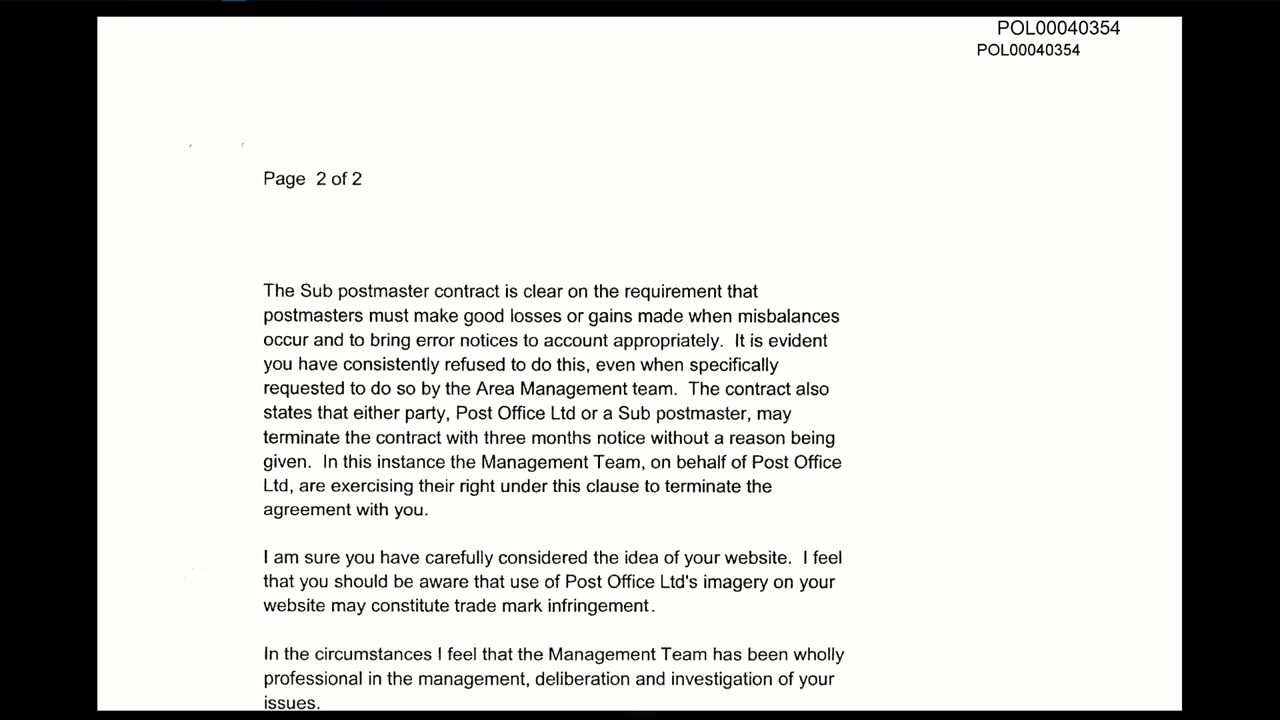 POL00040354
POL00040354
Page 2 of 2
The Sub postmaster contract is clear on the requirement that
postmasters must make good losses or gains made when misbalances
occur and to bring error notices to account appropriately. It is evident
you have consistently refused to do this, even when specifically
requested to do so by the Area Management team. The contract also
states that either party, Post Office Ltd or a Sub postmaster, may
terminate the contract with three months notice without a reason being
given. In this instance the Management Team, on behalf of Post Office
Ltd, are exercising their right under this clause to terminate the
agreement with you.
I am sure you have carefully considered the idea of your website. I feel
that you should be aware that use of Post Office Ltd's imagery on your
website may constitute trade mark infringement.
In the circumstances I feel that the Management Team has been wholly
professional in the management, deliberation and investigation of your
issues.